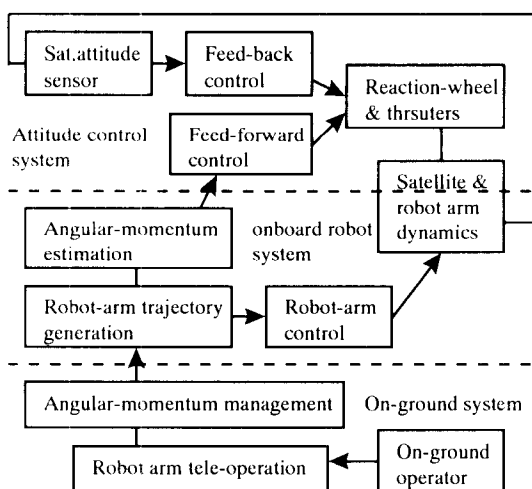 Sat.attitude
sensor
Feed-back
control
Reaction-wheel
& thrsuters
Attitude control
system
Feed-forward
control
Satellite &
robot arm
dynamics
Angular-momentum
estimation
onboard robot
system
Robot-arm trajectory
generation
Robot-arm
control
Angular-momentum management
On-ground system
Robot arm tele-operation
On-ground
operator